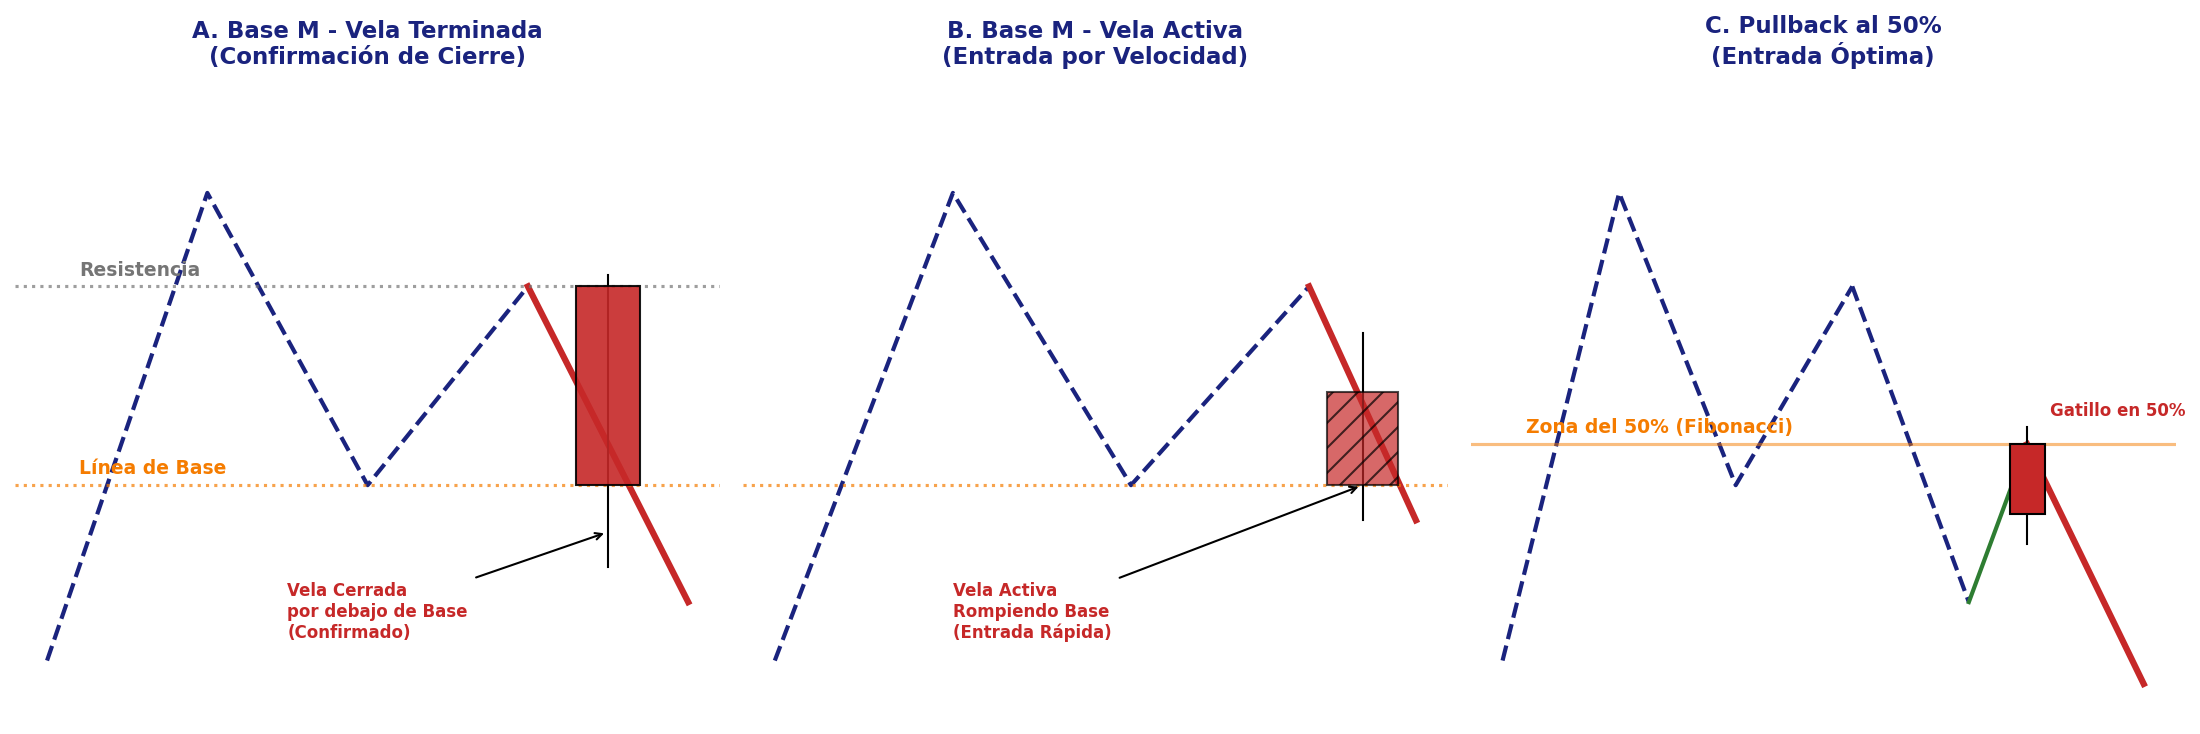 A. Base M - Vela Terminada
(Confirmación de Cierre)
Resistencia
Línea de Base
Vela Cerrada
por debajo de Base
(Confirmado)
B. Base M - Vela Activa
(Entrada por Velocidad)
Vela Activa
Rompiendo Base
(Entrada Rápida)
C. Pullback al 50%
(Entrada Óptima)
Gatillo en 50%
Zona del 50% (Fibonacci)